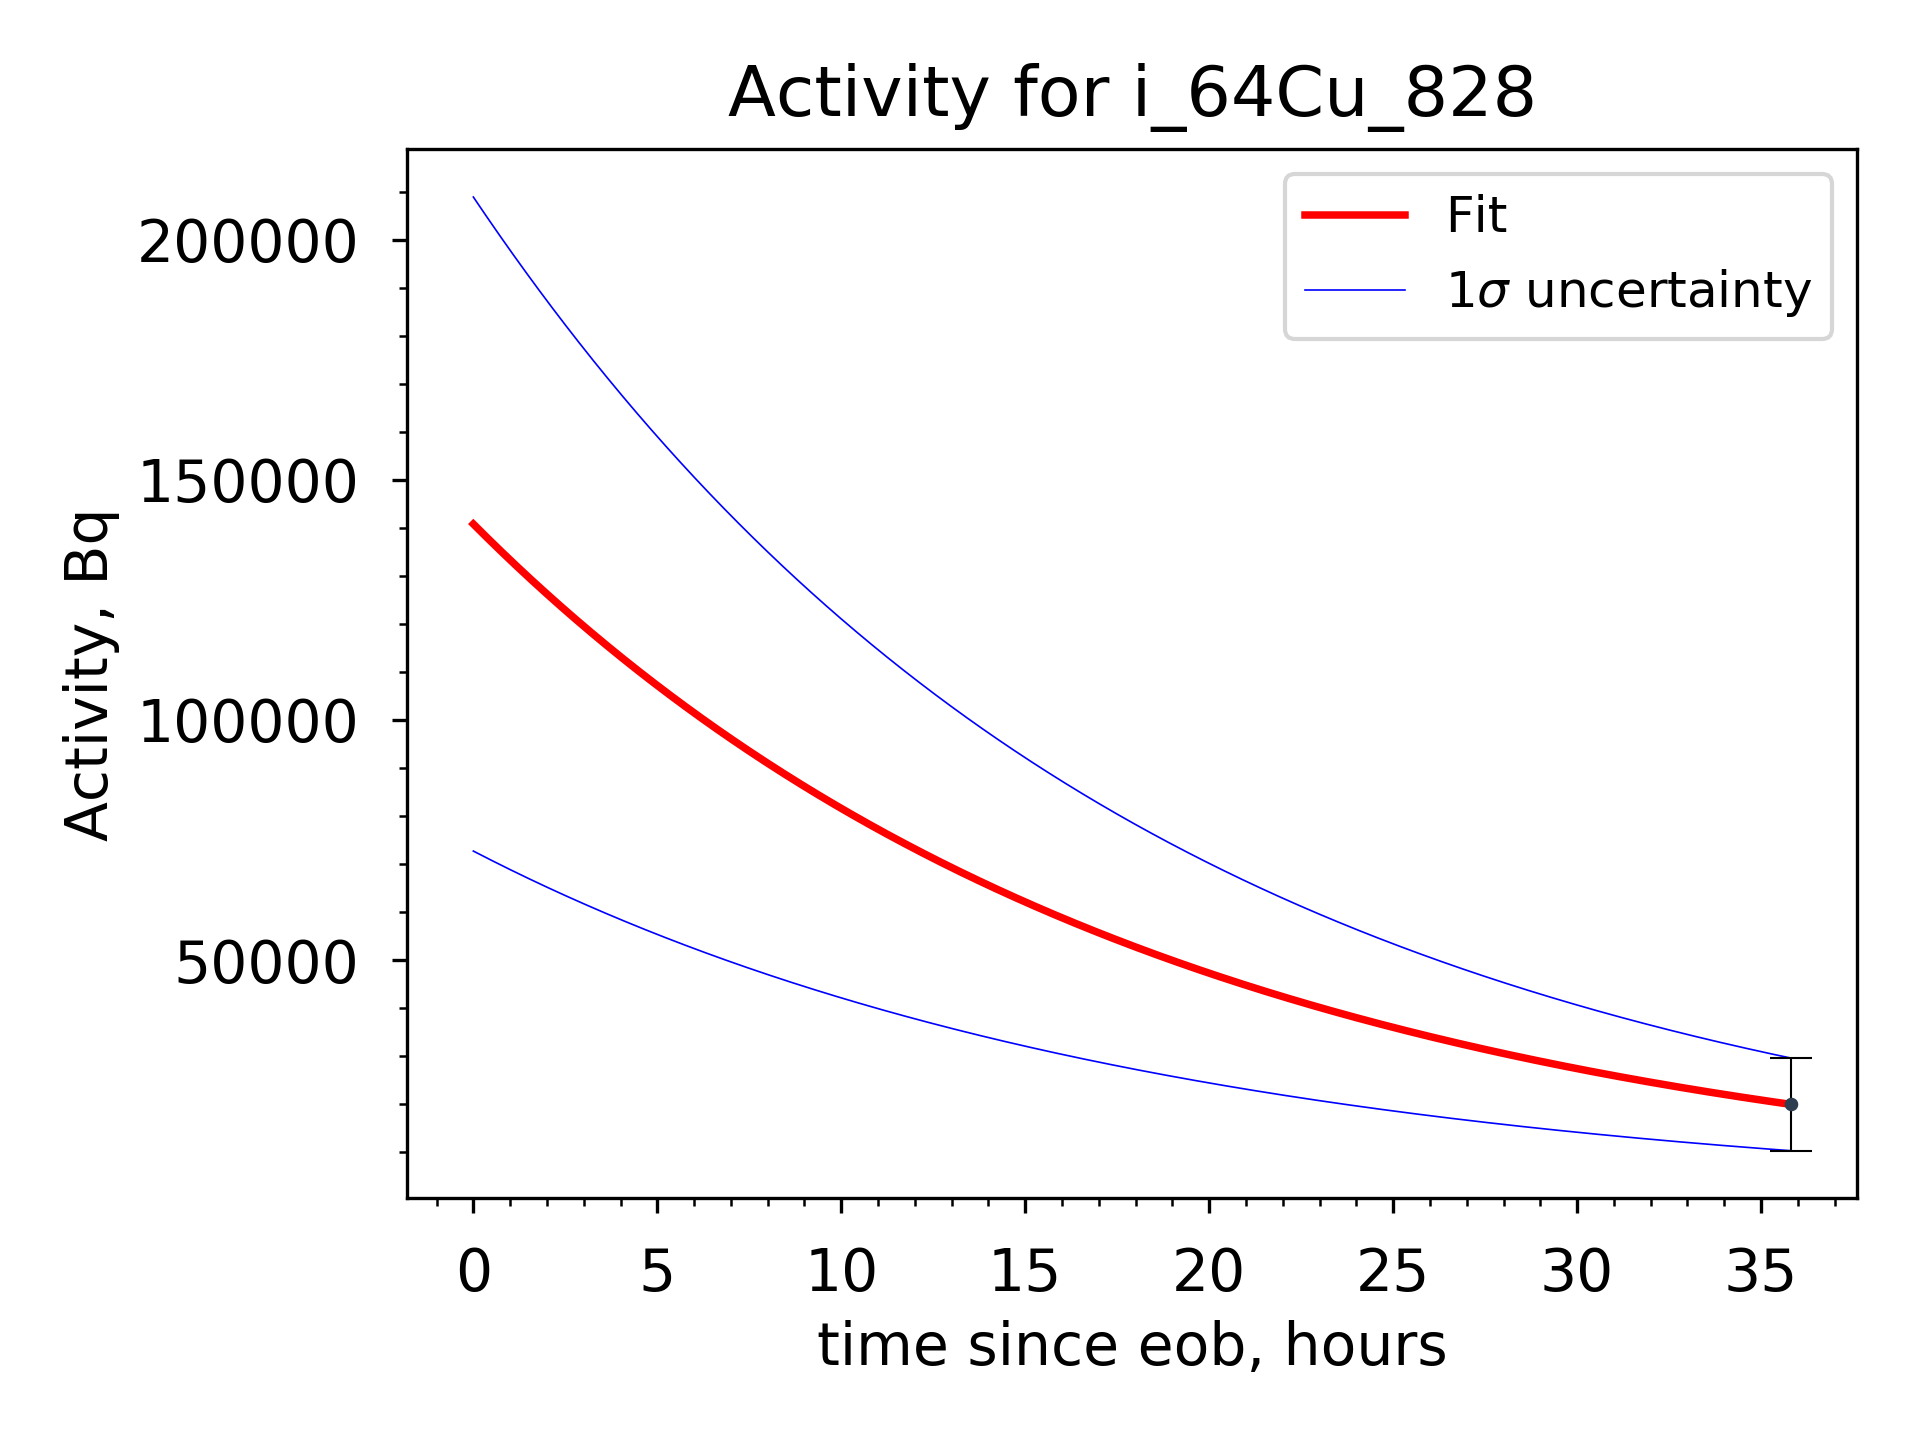 Activity for i_64Cu_828
Fit
1σ uncertainty
Activity, Bq
200000
150000
100000
50000
0 5 10 15 20 25 30 35
time since eob, hours